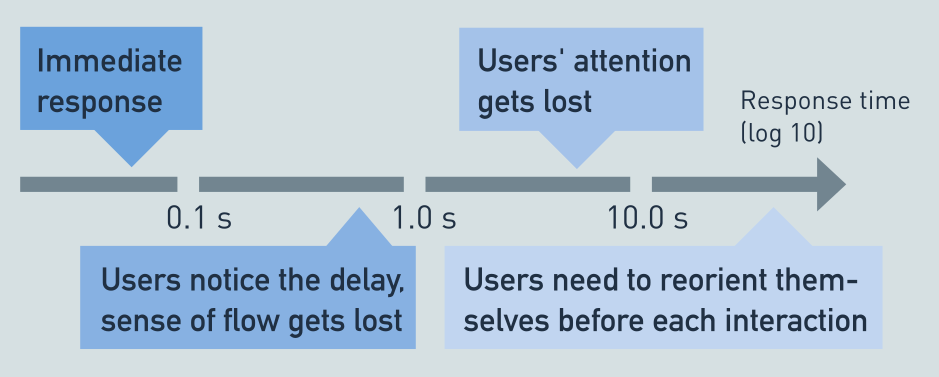 Immediate
response
Users' attention
gets lost
Response time
(log 10)
0.1 s
1.0 s
10.0 s
Users notice the delay,
sense of flow gets lost
Users need to reorient them-
selves before each interaction